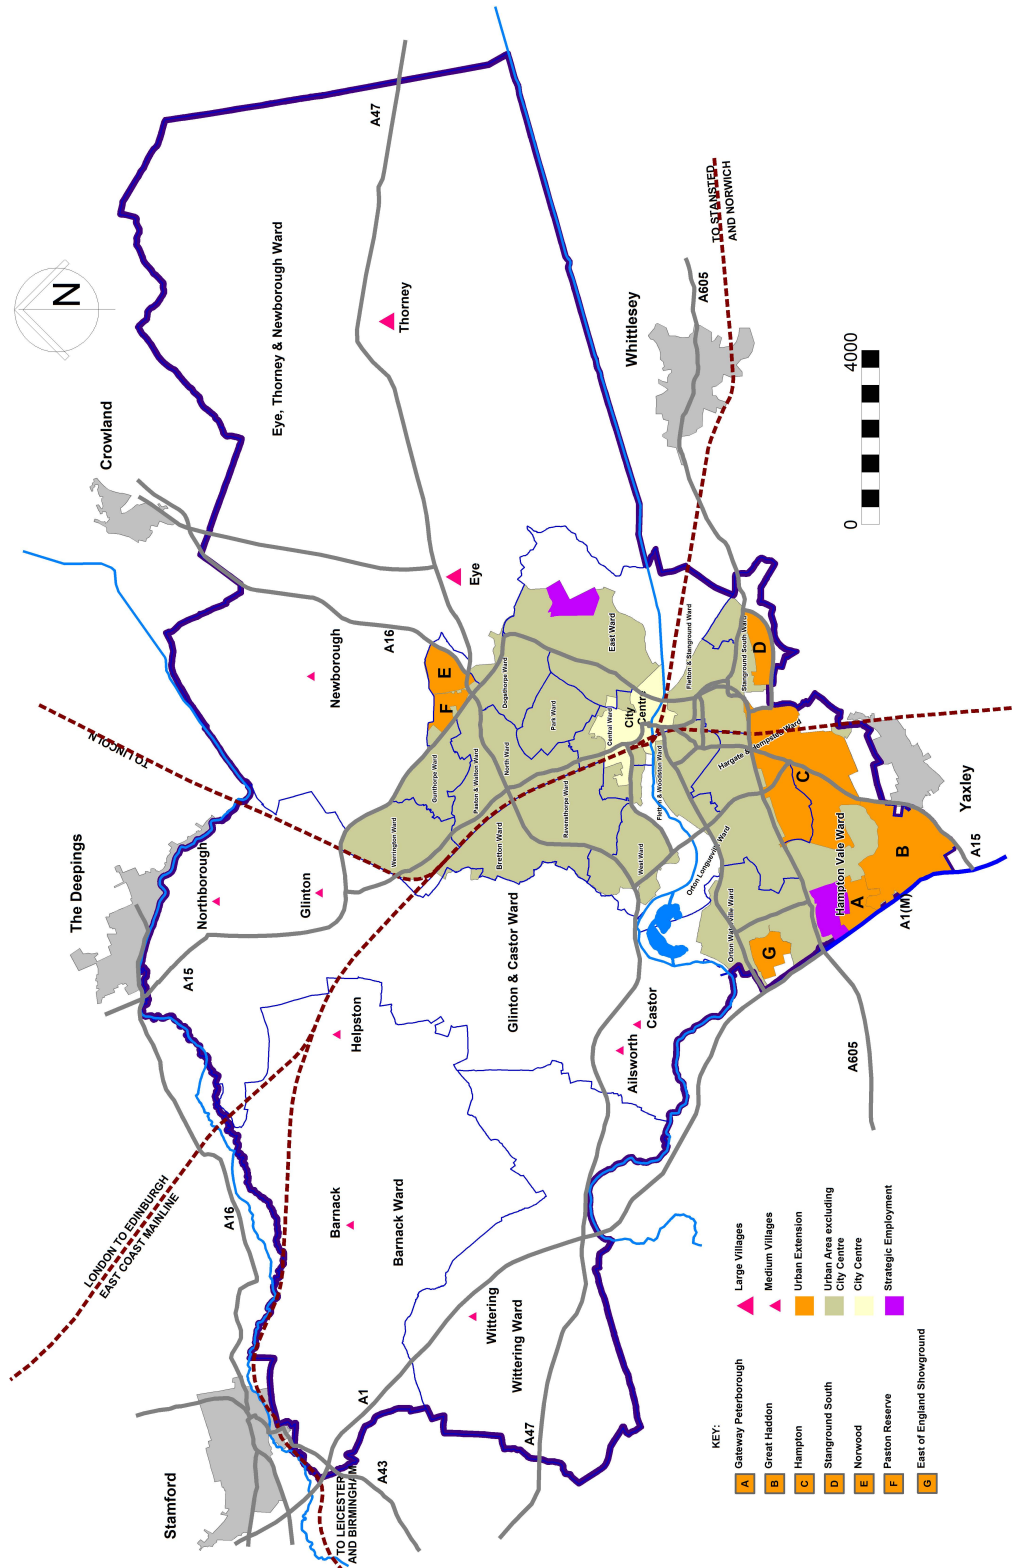 N
Crowland
A47
Eye, Thorney & Newborough Ward
Thorney
TO STANSTED
AND NORWICH
A605
Whittlesey
0
4000
Eye
A16
Newborough
TO LINCOLN
The Deepings
Northborough
Glinton
A15
E
F
Gunthorpe Ward
Paston & Walton Ward
Dogsthorpe Ward
North Ward
Park Ward
East Ward
Central Ward
City
Centre
Werrington Ward
Bretton Ward
Ravensthorpe Ward
West Ward
Fletton & Woodston Ward
Fletton & Stanground Ward
Stanground South Ward
D
Hargate & Hempsted Ward
C
Orton Longueville Ward
Orton Waterville Ward
Hampton Vale Ward
A
B
G
Yaxley
A15
A1(M)
A605
Glinton & Castor Ward
Helpston
Castor
Ailsworth
LONDON TO EDINBURGH
EAST COAST MAINLINE
A16
Barnack
Barnack Ward
Wittering
Wittering Ward
A1
A47
A43
Stamford
TO LEICESTER
AND BIRMINGHAM
KEY:
A Gateway Peterborough
B Great Haddon
C Hampton
D Stanground South
E Norwood
F Paston Reserve
G East of England Showground
Large Villages
Medium Villages
Urban Extension
Urban Area excluding
City Centre
City Centre
Strategic Employment